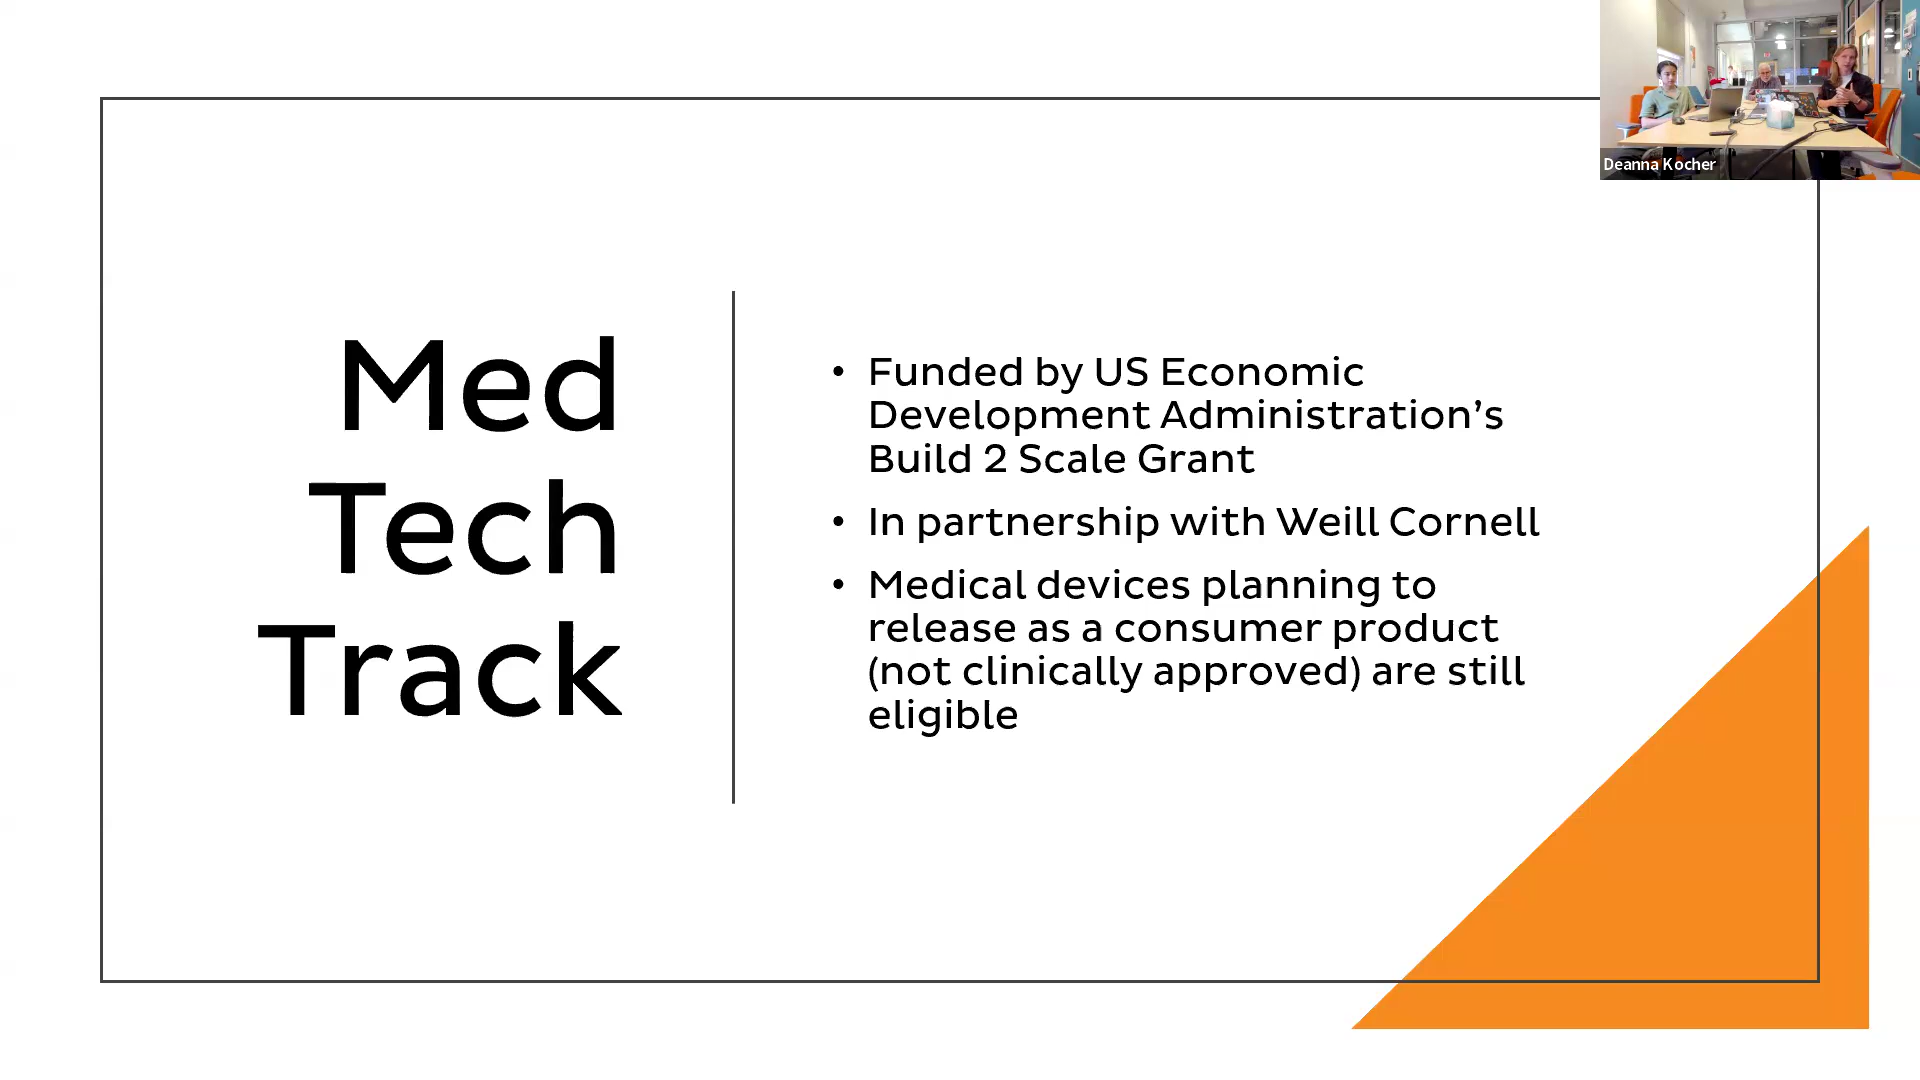 Deanna Kocher
Med
Tech
Track
• Funded by US Economic
Development Administration’s
Build 2 Scale Grant
• In partnership with Weill Cornell
• Medical devices planning to
release as a consumer product
(not clinically approved) are still
eligible